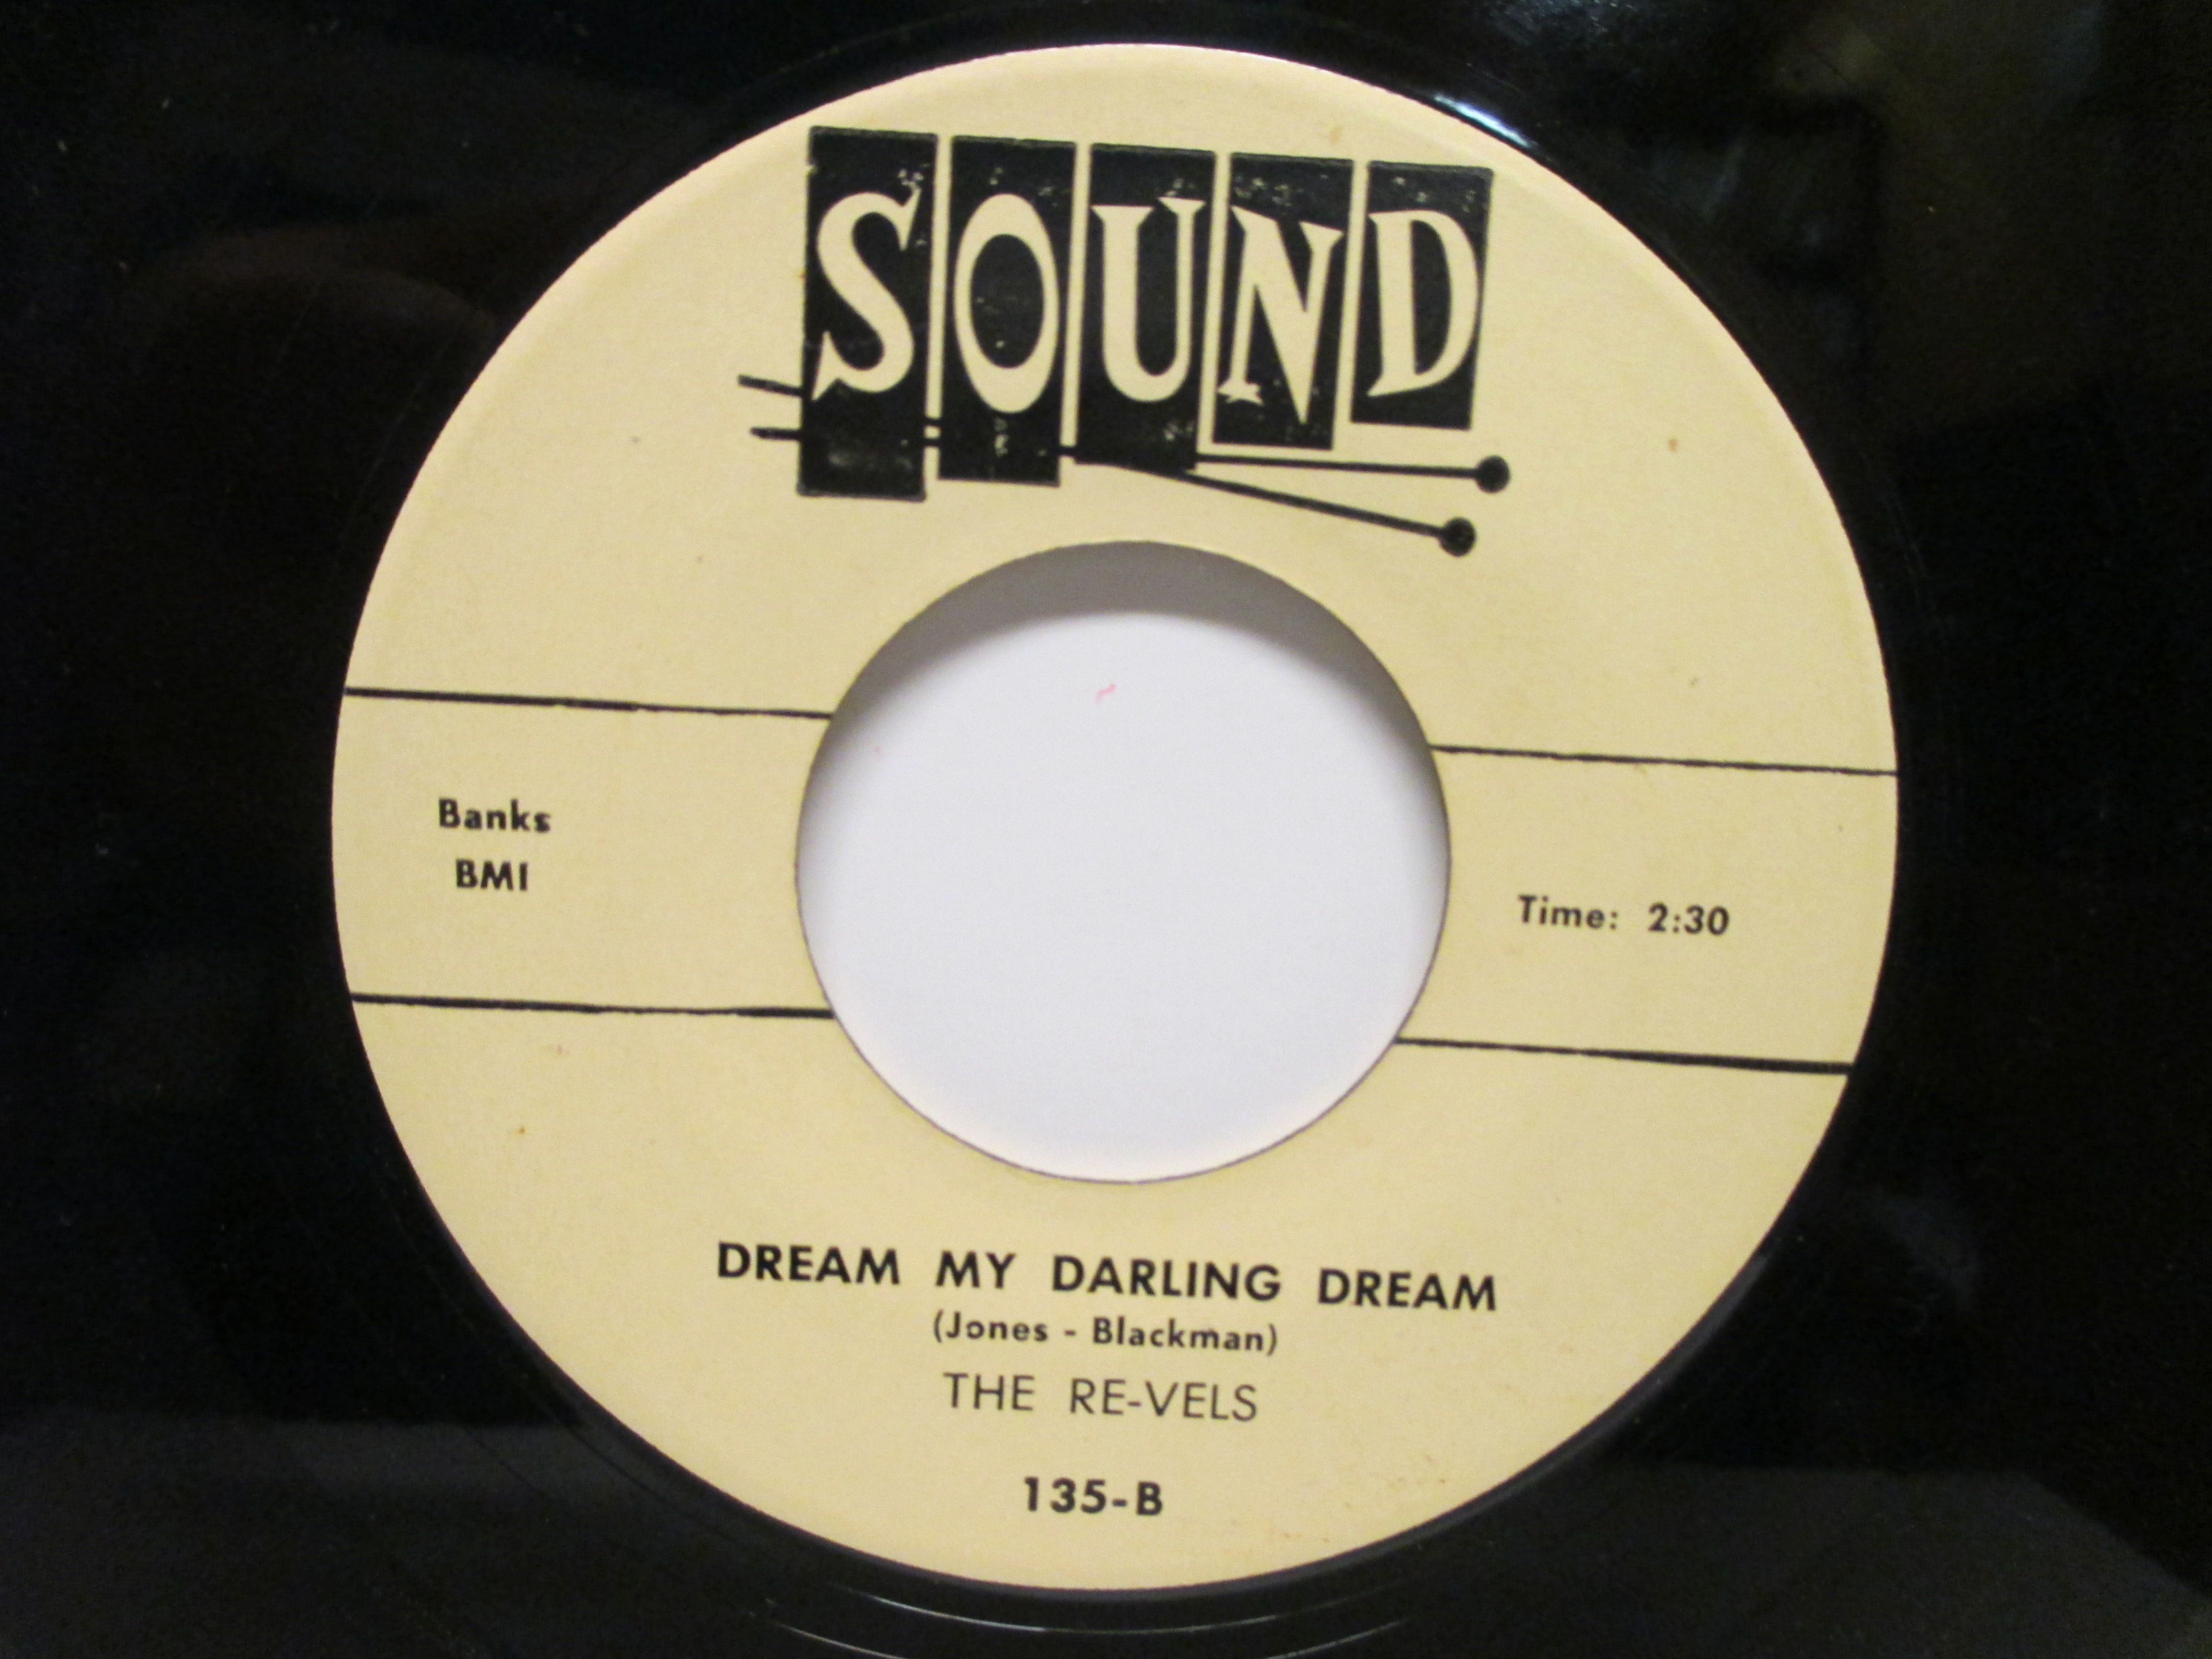 SOUND
Banks
BMI
Time: 2:30
DREAM MY DARLING DREAM
(Jones - Blackman)
THE RE-VELS
135-B